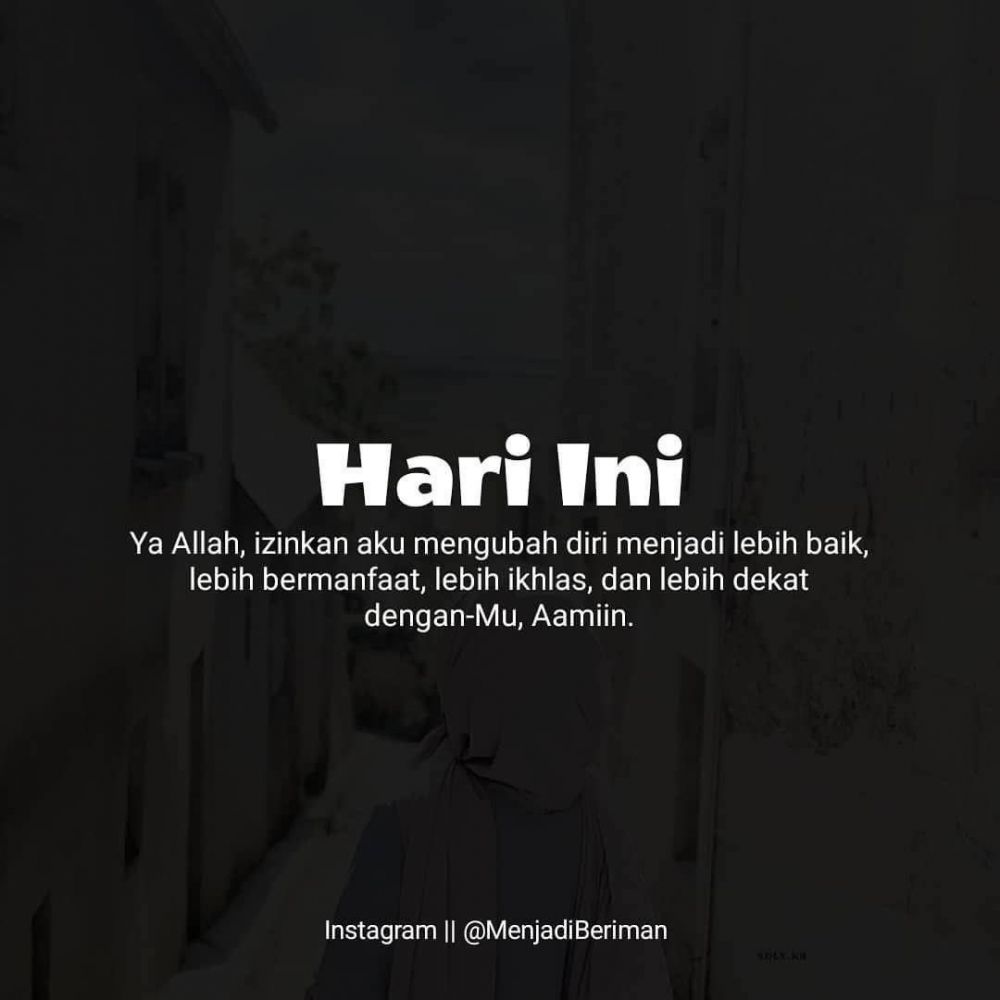 Hari Ini
Ya Allah, izinkan aku mengubah diri menjadi lebih baik,
lebih bermanfaat, lebih ikhlas, dan lebih dekat
dengan-Mu, Aamiin.
Instagram || @MenjadiBeriman